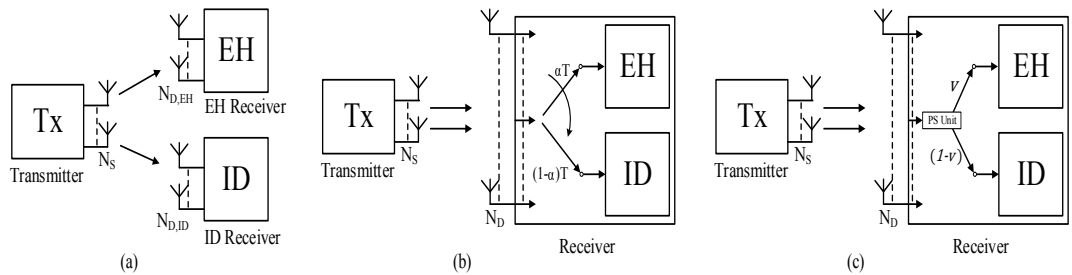 Tx
N_S
Transmitter
EH
N_{D,EH}
EH Receiver
ID
N_{D,ID}
ID Receiver
(a)
Tx
N_S
Transmitter
αT
(1-α)T
EH
ID
N_D
Receiver
(b)
Tx
N_S
Transmitter
PS Unit
v
(1-v)
EH
ID
N_D
Receiver
(c)